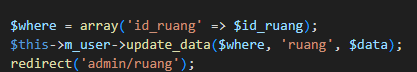 $where = array('id_ruang' => $id_ruang);
$this->m_user->update_data($where, 'ruang', $data);
redirect('admin/ruang');